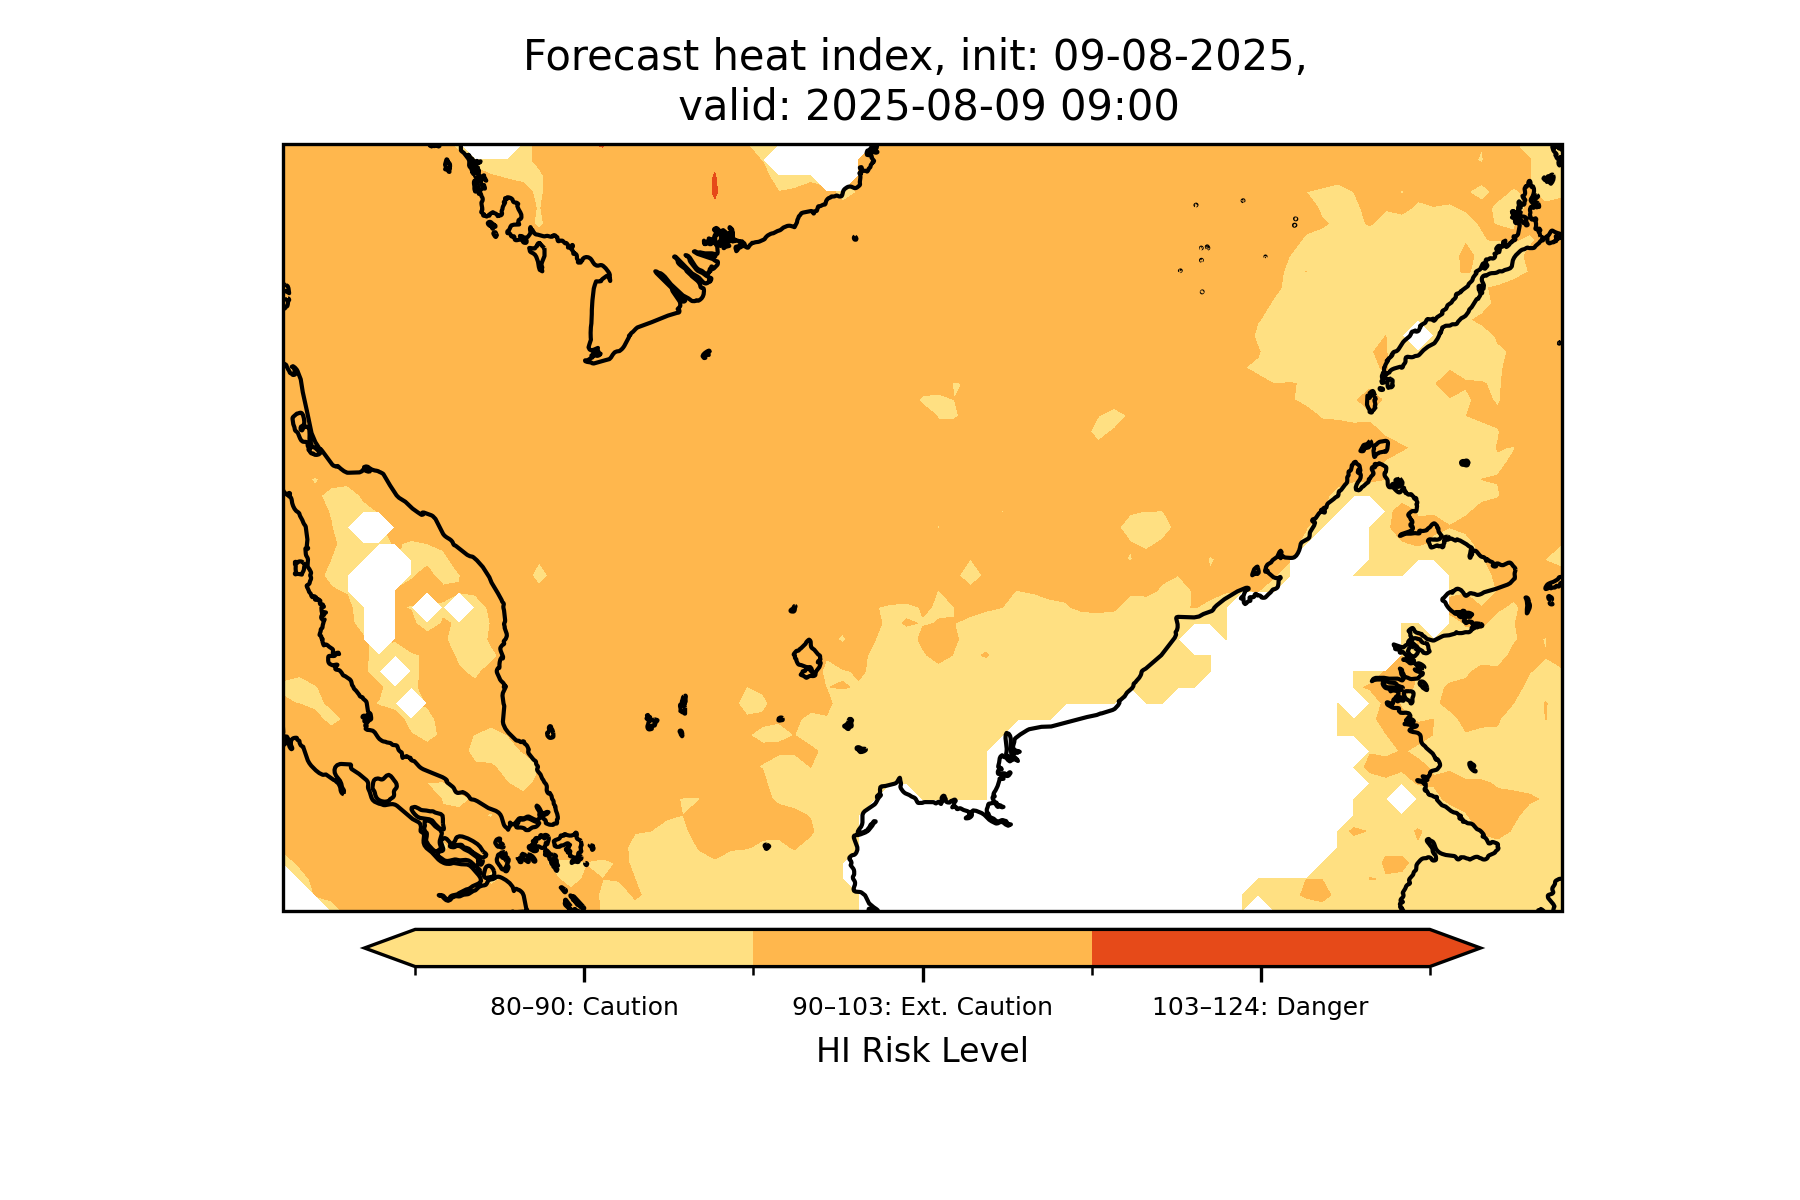 Forecast heat index, init: 09-08-2025,
valid: 2025-08-09 09:00
80–90: Caution
90–103: Ext. Caution
103–124: Danger
HI Risk Level